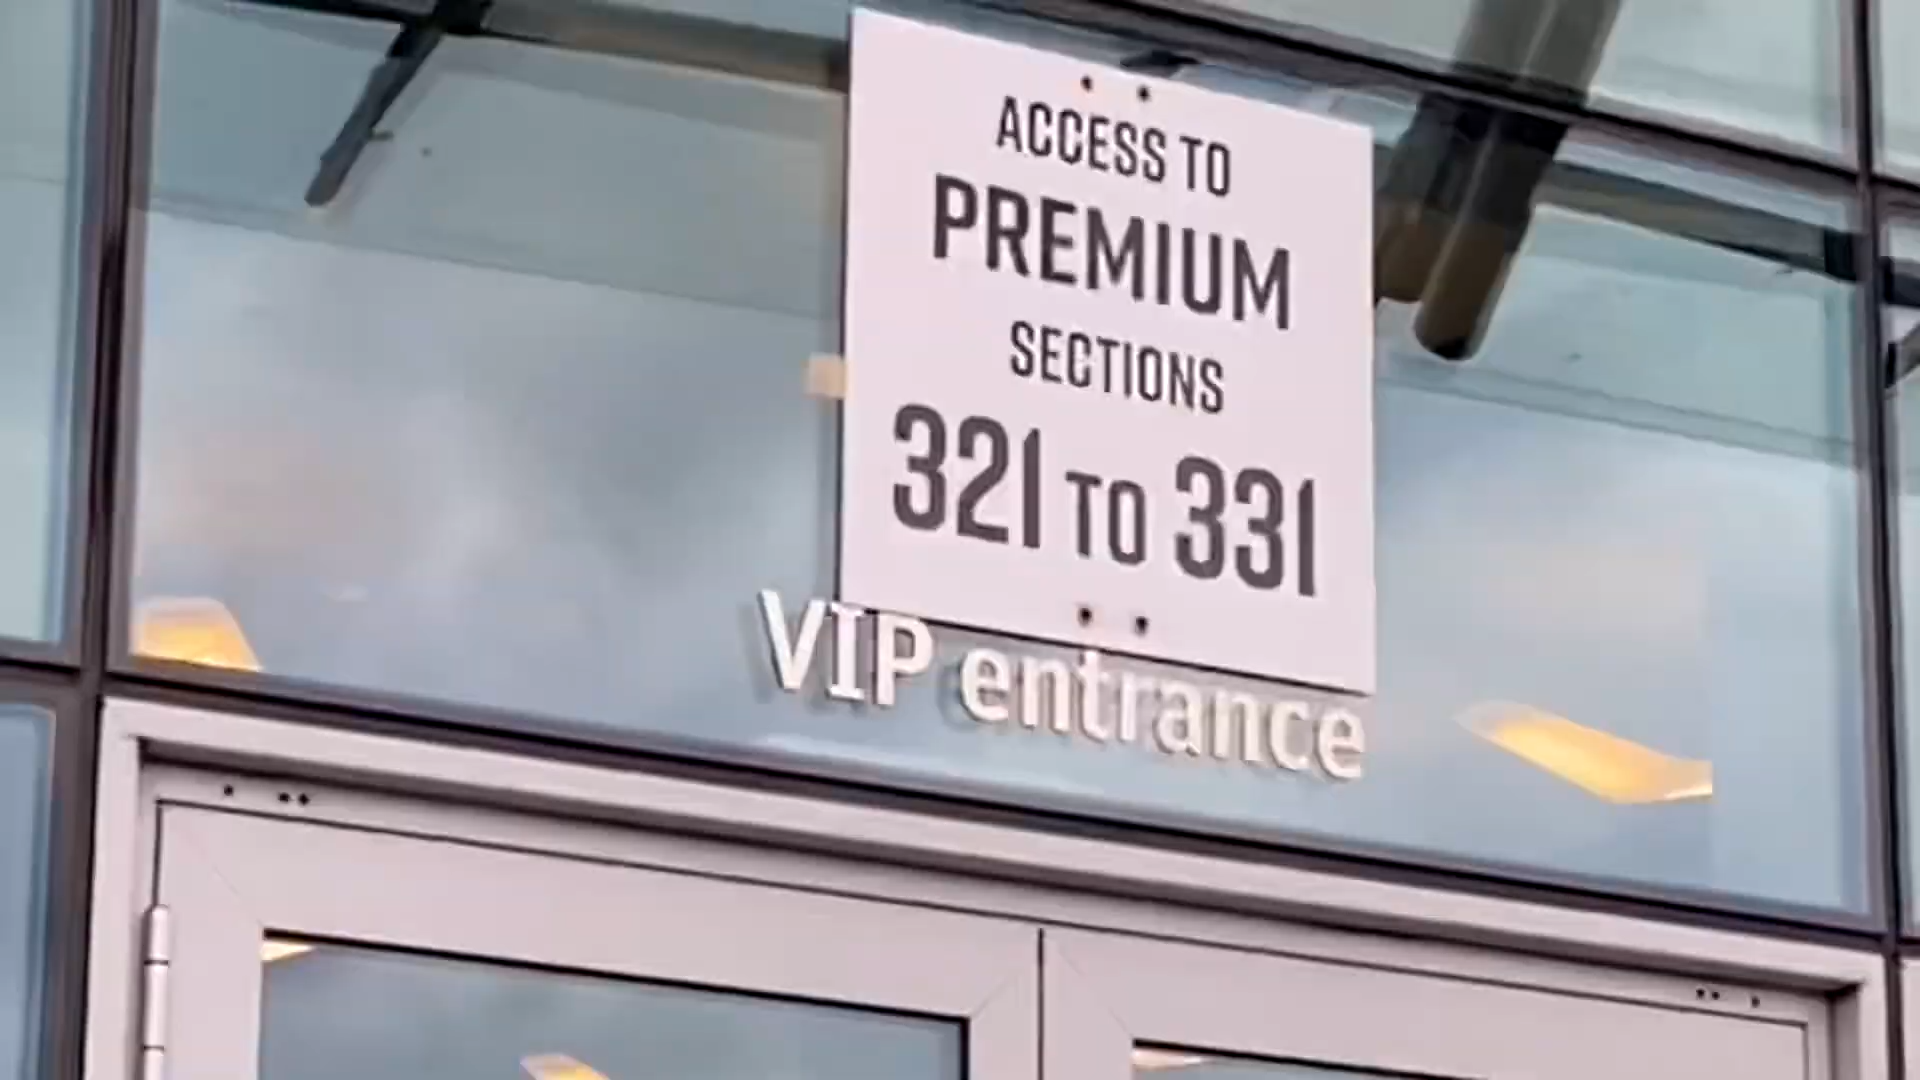 ACCESS TO
PREMIUM
SECTIONS
321 TO 331
VIP entrance